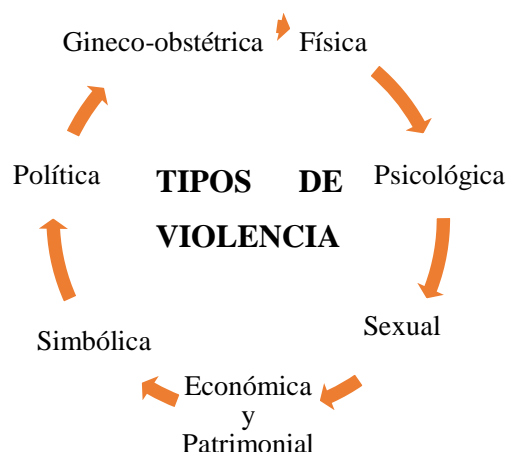 Gineco-obstétrica
Física
Política
TIPOS DE
VIOLENCIA
Psicológica
Simbólica
Sexual
Económica
y
Patrimonial